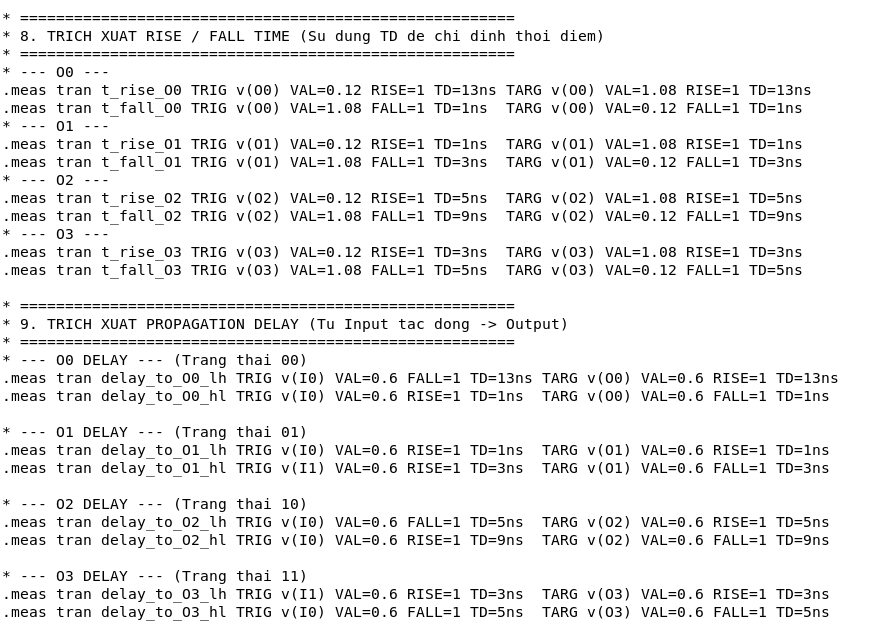 * =======================================================
* 8. TRICH XUAT RISE / FALL TIME (Su dung TD de chi dinh thoi diem)
* =======================================================
* --- O0 ---
.meas tran t_rise_O0 TRIG v(O0) VAL=0.12 RISE=1 TD=13ns TARG v(O0) VAL=1.08 RISE=1 TD=13ns
.meas tran t_fall_O0 TRIG v(O0) VAL=1.08 FALL=1 TD=1ns  TARG v(O0) VAL=0.12 FALL=1 TD=1ns
* --- O1 ---
.meas tran t_rise_O1 TRIG v(O1) VAL=0.12 RISE=1 TD=1ns  TARG v(O1) VAL=1.08 RISE=1 TD=1ns
.meas tran t_fall_O1 TRIG v(O1) VAL=1.08 FALL=1 TD=3ns  TARG v(O1) VAL=0.12 FALL=1 TD=3ns
* --- O2 ---
.meas tran t_rise_O2 TRIG v(O2) VAL=0.12 RISE=1 TD=5ns  TARG v(O2) VAL=1.08 RISE=1 TD=5ns
.meas tran t_fall_O2 TRIG v(O2) VAL=1.08 FALL=1 TD=9ns  TARG v(O2) VAL=0.12 FALL=1 TD=9ns
* --- O3 ---
.meas tran t_rise_O3 TRIG v(O3) VAL=0.12 RISE=1 TD=3ns  TARG v(O3) VAL=1.08 RISE=1 TD=3ns
.meas tran t_fall_O3 TRIG v(O3) VAL=1.08 FALL=1 TD=5ns  TARG v(O3) VAL=0.12 FALL=1 TD=5ns

* =======================================================
* 9. TRICH XUAT PROPAGATION DELAY (Tu Input tac dong -> Output)
* =======================================================
* --- O0 DELAY --- (Trang thai 00)
.meas tran delay_to_O0_lh TRIG v(I0) VAL=0.6 FALL=1 TD=13ns TARG v(O0) VAL=0.6 RISE=1 TD=13ns
.meas tran delay_to_O0_hl TRIG v(I0) VAL=0.6 RISE=1 TD=1ns  TARG v(O0) VAL=0.6 FALL=1 TD=1ns

* --- O1 DELAY --- (Trang thai 01)
.meas tran delay_to_O1_lh TRIG v(I0) VAL=0.6 RISE=1 TD=1ns  TARG v(O1) VAL=0.6 RISE=1 TD=1ns
.meas tran delay_to_O1_hl TRIG v(I1) VAL=0.6 RISE=1 TD=3ns  TARG v(O1) VAL=0.6 FALL=1 TD=3ns

* --- O2 DELAY --- (Trang thai 10)
.meas tran delay_to_O2_lh TRIG v(I0) VAL=0.6 FALL=1 TD=5ns  TARG v(O2) VAL=0.6 RISE=1 TD=5ns
.meas tran delay_to_O2_hl TRIG v(I0) VAL=0.6 RISE=1 TD=9ns  TARG v(O2) VAL=0.6 FALL=1 TD=9ns

* --- O3 DELAY --- (Trang thai 11)
.meas tran delay_to_O3_lh TRIG v(I1) VAL=0.6 RISE=1 TD=3ns  TARG v(O3) VAL=0.6 RISE=1 TD=3ns
.meas tran delay_to_O3_hl TRIG v(I0) VAL=0.6 FALL=1 TD=5ns  TARG v(O3) VAL=0.6 FALL=1 TD=5ns